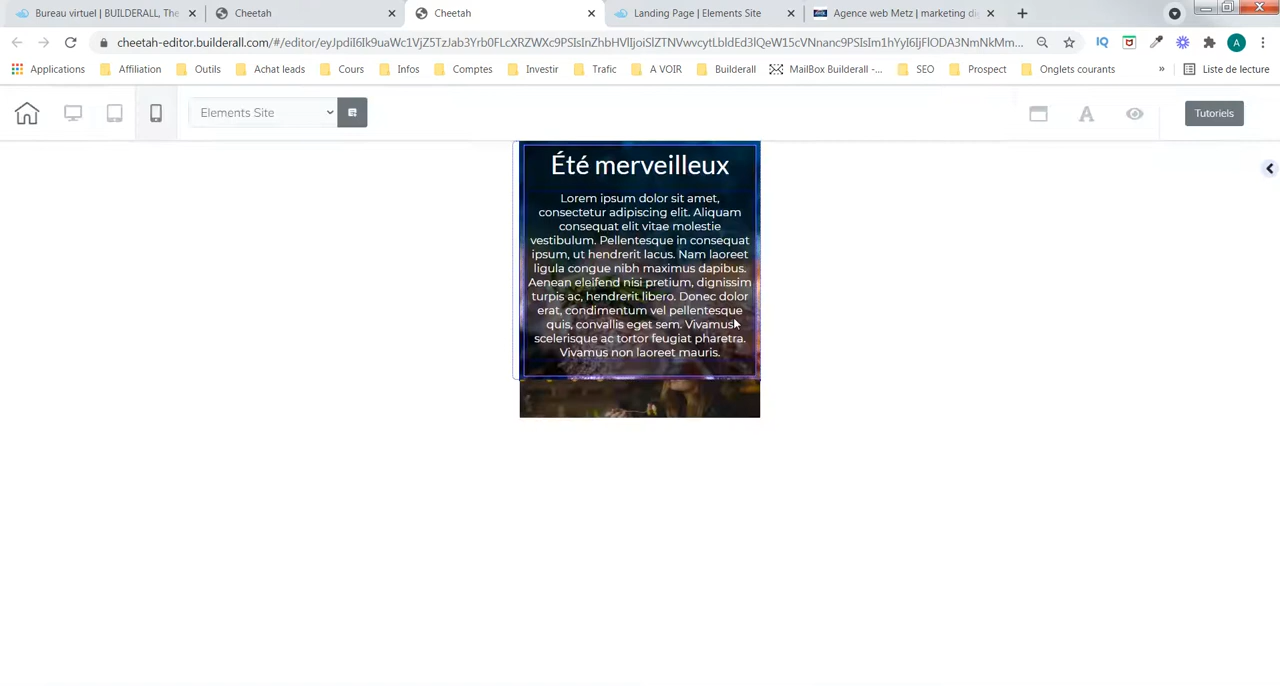 Bureau virtuel | BUILDERALL, The
Cheetah
Cheetah
Landing Page | Elements Site
Agence web Metz | marketing di
cheetah-editor.builderall.com/#/editor/
Applications
Affiliation
Outils
Achat leads
Cours
Infos
Comptes
Investir
Trafic
A VOIR
Builderall
MailBox Builderall -...
SEO
Prospect
Onglets courants
»
Liste de lecture
Elements Site
Tutoriels
Été merveilleux
Lorem ipsum dolor sit amet,
consectetur adipiscing elit. Aliquam
consequat elit vitae molestie
vestibulum. Pellentesque in consequat
ipsum, ut hendrerit lacus. Nam laoreet
ligula congue nibh maximus dapibus.
Aenean eleifend nisi pretium, dignissim
turpis ac, hendrerit libero. Donec dolor
erat, condimentum vel pellentesque
quis, convallis eget sem. Vivamus
scelerisque ac tortor feugiat pharetra.
Vivamus non laoreet mauris.